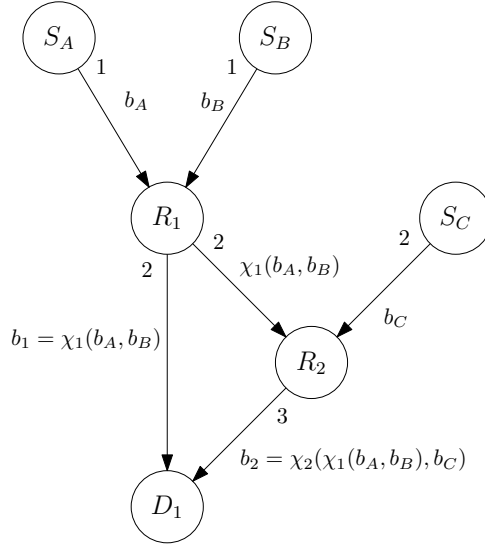 S_A
S_B
1
1
b_A
b_B
R_1
S_C
2
2
2
χ_1(b_A, b_B)
b_C
b_1 = χ_1(b_A, b_B)
R_2
3
b_2 = χ_2(χ_1(b_A, b_B), b_C)
D_1